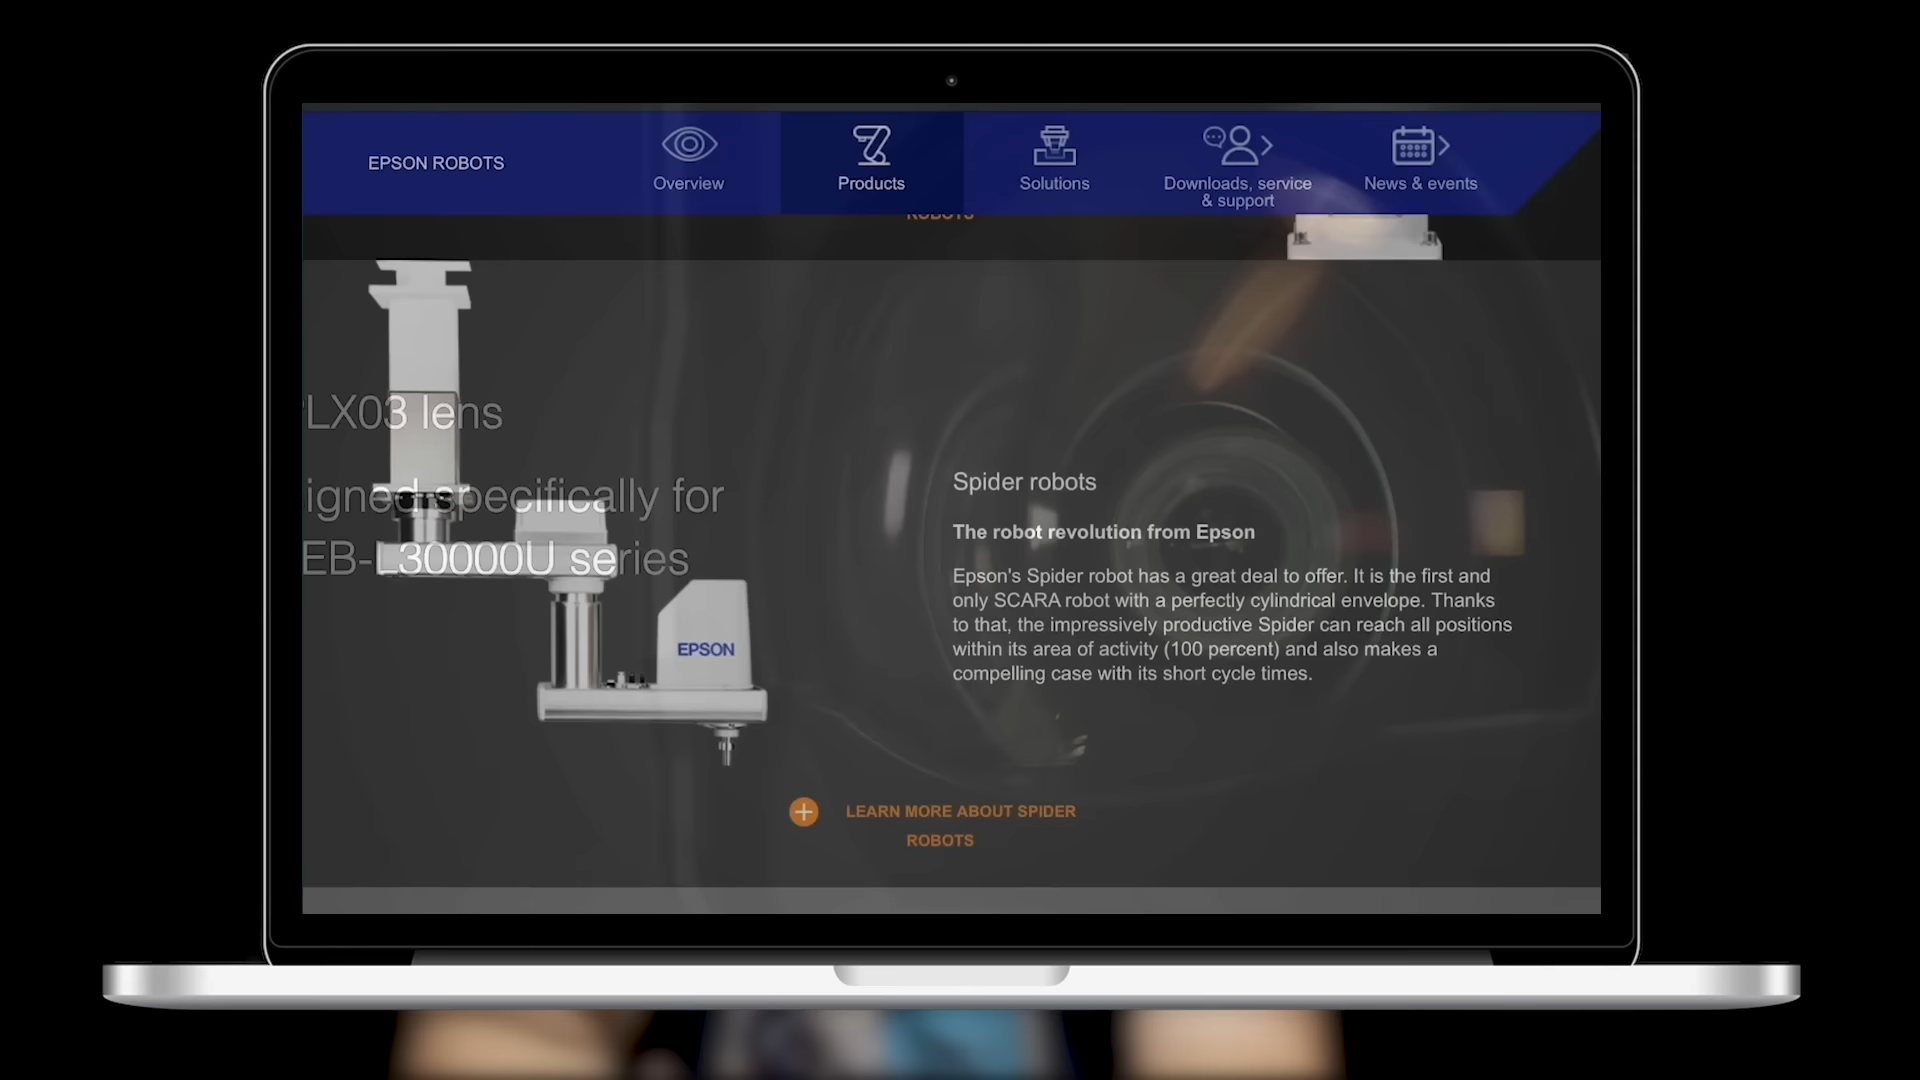 EPSON ROBOTS
Overview
Products
Solutions
Downloads, service
& support
News & events
ROBOTS
LX03 lens
igned specifically for
EB-L30000U series
EPSON
Spider robots
The robot revolution from Epson
Epson's Spider robot has a great deal to offer. It is the first and
only SCARA robot with a perfectly cylindrical envelope. Thanks
to that, the impressively productive Spider can reach all positions
within its area of activity (100 percent) and also makes a
compelling case with its short cycle times.
LEARN MORE ABOUT SPIDER
ROBOTS